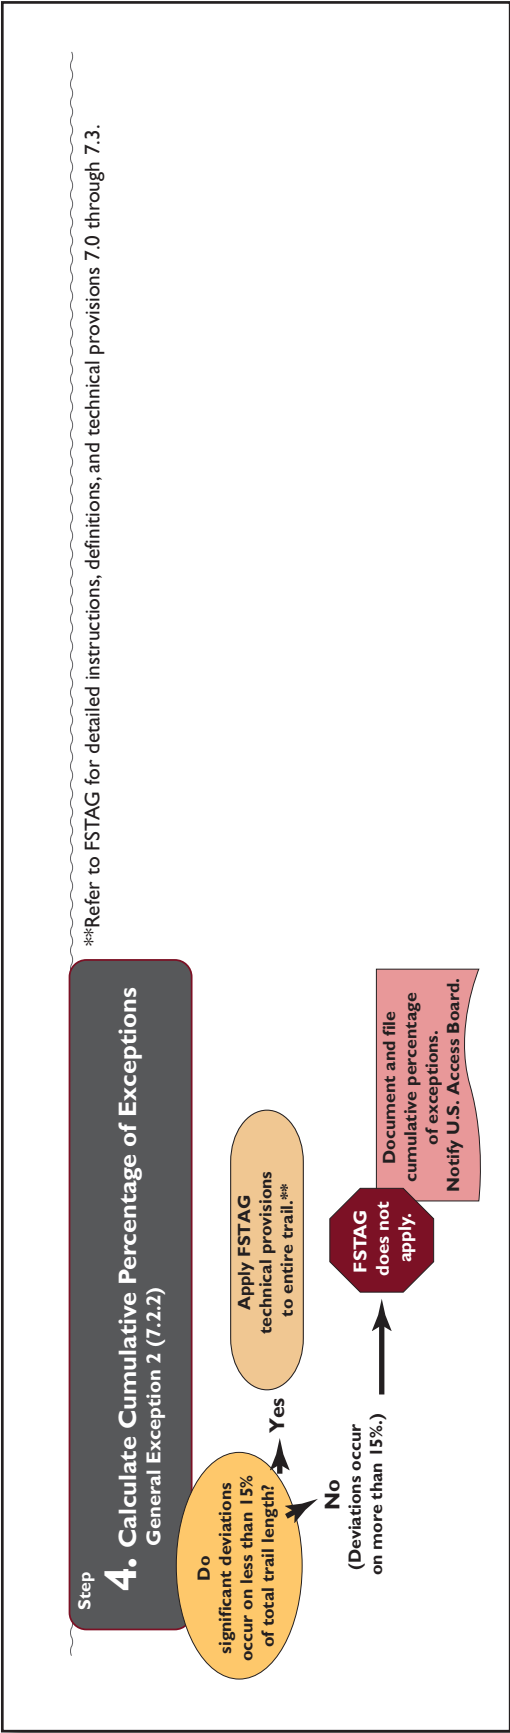 Step
4. Calculate Cumulative Percentage of Exceptions
General Exception 2 (7.2.2)
**Refer to FSTAG for detailed instructions, definitions, and technical provisions 7.0 through 7.3.
Do
significant deviations
occur on less than 15%
of total trail length?
Yes
Apply FSTAG
technical provisions
to entire trail.**
No
(Deviations occur
on more than 15%.)
FSTAG
does not
apply.
Document and file
cumulative percentage
of exceptions.
Notify U.S. Access Board.